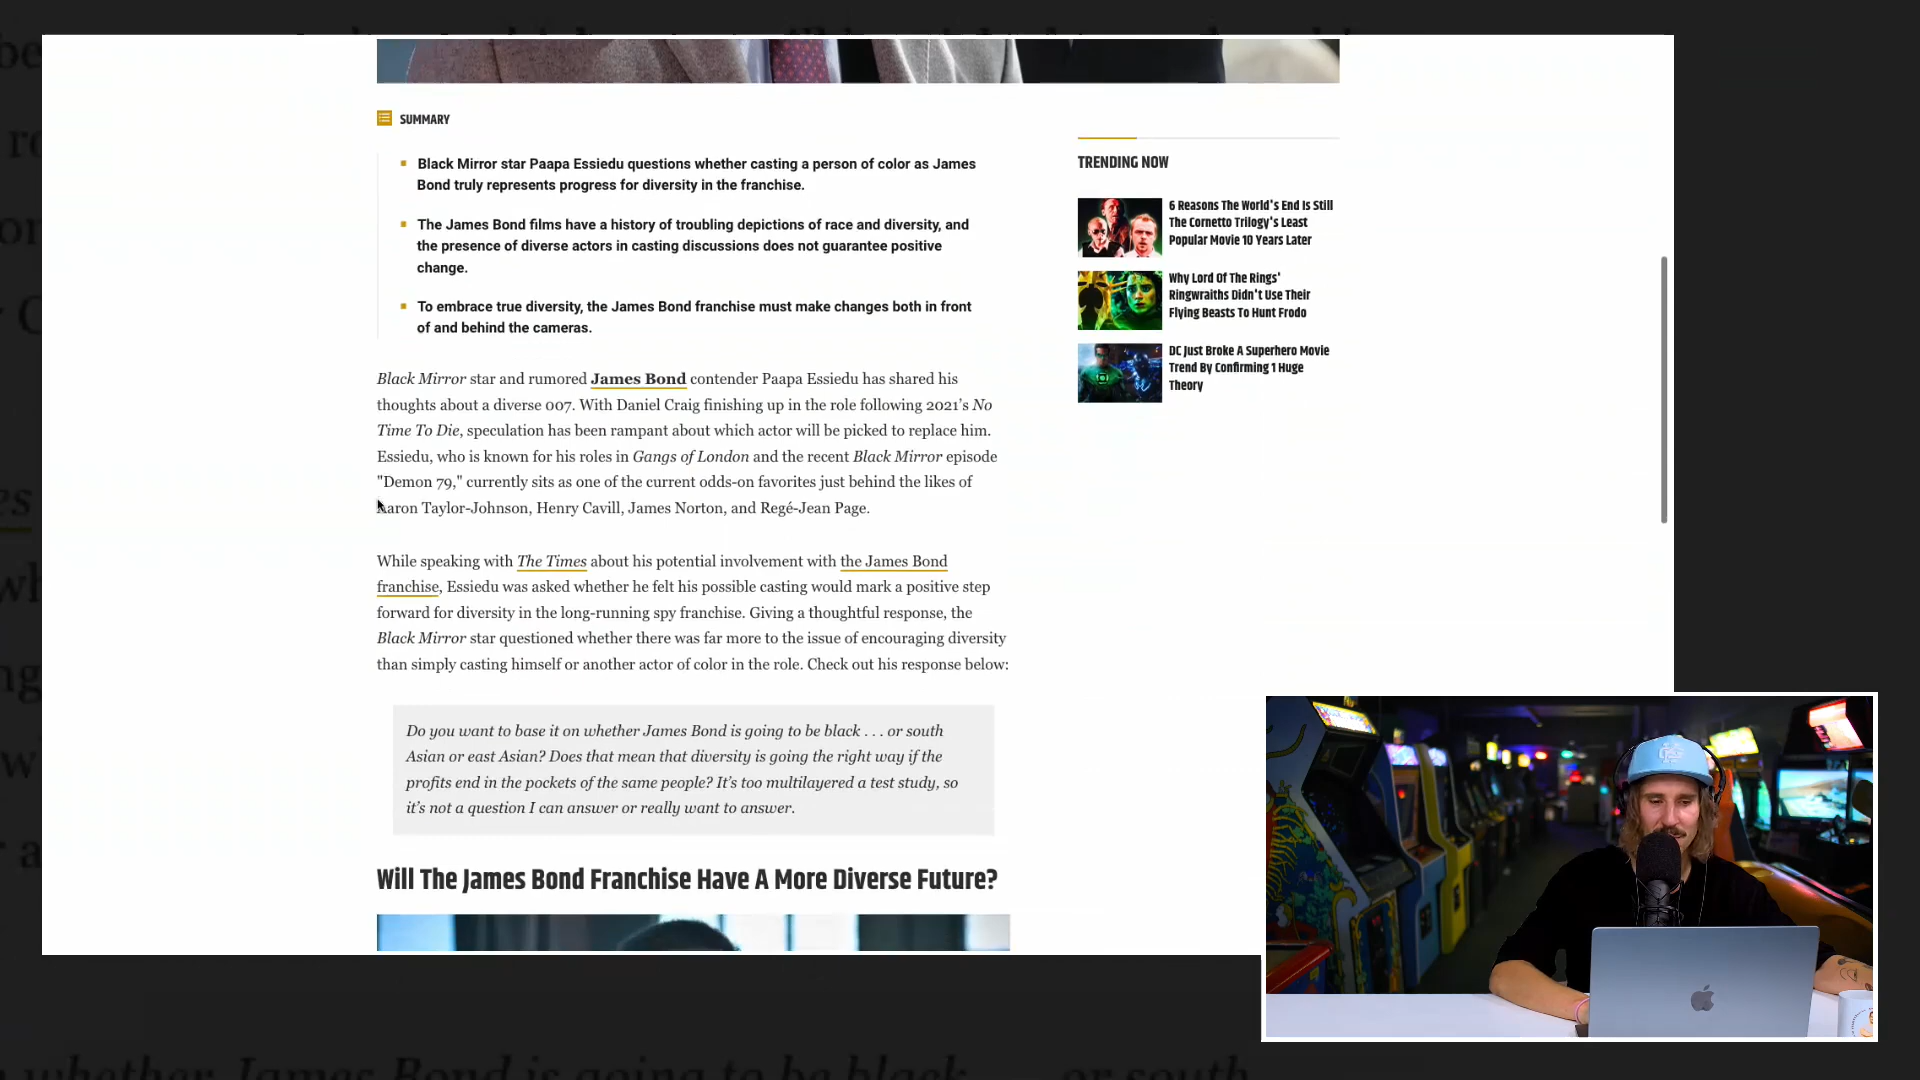 SUMMARY
Black Mirror star Paapa Essiedu questions whether casting a person of color as James
Bond truly represents progress for diversity in the franchise.
The James Bond films have a history of troubling depictions of race and diversity, and
the presence of diverse actors in casting discussions does not guarantee positive
change.
To embrace true diversity, the James Bond franchise must make changes both in front
of and behind the cameras.
Black Mirror star and rumored James Bond contender Paapa Essiedu has shared his
thoughts about a diverse 007. With Daniel Craig finishing up in the role following 2021's No
Time To Die, speculation has been rampant about which actor will be picked to replace him.
Essiedu, who is known for his roles in Gangs of London and the recent Black Mirror episode
"Demon 79," currently sits as one of the current odds-on favorites just behind the likes of
Aaron Taylor-Johnson, Henry Cavill, James Norton, and Regé-Jean Page.
While speaking with The Times about his potential involvement with the James Bond
franchise, Essiedu was asked whether he felt his possible casting would mark a positive step
forward for diversity in the long-running spy franchise. Giving a thoughtful response, the
Black Mirror star questioned whether there was far more to the issue of encouraging diversity
than simply casting himself or another actor of color in the role. Check out his response below:
Do you want to base it on whether James Bond is going to be black . . . or south
Asian or east Asian? Does that mean that diversity is going the right way if the
profits end in the pockets of the same people? It's too multilayered a test study, so
it's not a question I can answer or really want to answer.
Will The James Bond Franchise Have A More Diverse Future?
TRENDING NOW
6 Reasons The World's End Is Still
The Cornetto Trilogy's Least
Popular Movie 10 Years Later
Why Lord Of The Rings'
Ringwraiths Didn't Use Their
Flying Beasts To Hunt Frodo
DC Just Broke A Superhero Movie
Trend By Confirming 1 Huge
Theory
whether James Bond is going to be black . . . or south